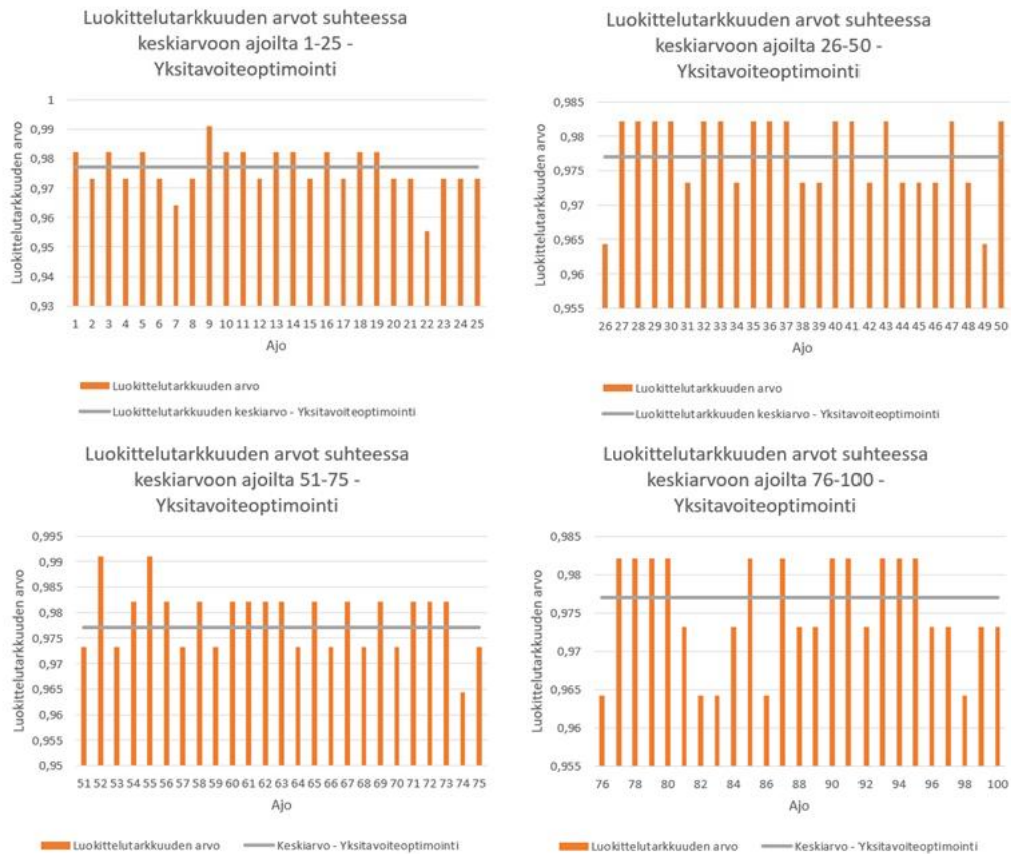 Luokittelutarkkuuden arvot suhteessa
keskiarvoon ajoilta 1-25 -
Yksitavoiteoptimointi
Luokittelutarkkuuden arvo
1
0,99
0,98
0,97
0,96
0,95
0,94
0,93
1 2 3 4 5 6 7 8 9 10 11 12 13 14 15 16 17 18 19 20 21 22 23 24 25
Ajo
Luokittelutarkkuuden arvo
Luokittelutarkkuuden keskiarvo - Yksitavoiteoptimointi
Luokittelutarkkuuden arvot suhteessa
keskiarvoon ajoilta 26-50 -
Yksitavoiteoptimointi
Luokittelutarkkuuden arvo
0,985
0,98
0,975
0,97
0,965
0,96
0,955
26 27 28 29 30 31 32 33 34 35 36 37 38 39 40 41 42 43 44 45 46 47 48 49 50
Ajo
Luokittelutarkkuuden arvo
Luokittelutarkkuuden keskiarvo - Yksitavoiteoptimointi
Luokittelutarkkuuden arvot suhteessa
keskiarvoon ajoilta 51-75 -
Yksitavoiteoptimointi
Luokittelutarkkuuden arvo
0,995
0,99
0,985
0,98
0,975
0,97
0,965
0,96
0,955
0,95
51 52 53 54 55 56 57 58 59 60 61 62 63 64 65 66 67 68 69 70 71 72 73 74 75
Ajo
Luokittelutarkkuuden arvo
Keskiarvo - Yksitavoiteoptimointi
Luokittelutarkkuuden arvot suhteessa
keskiarvoon ajoilta 76-100 -
Yksitavoiteoptimointi
Luokittelutarkkuuden arvo
0,985
0,98
0,975
0,97
0,965
0,96
0,955
76 78 80 82 84 86 88 90 92 94 96 98 100
Ajo
Luokittelutarkkuuden arvo
Keskiarvo - Yksitavoiteoptimointi